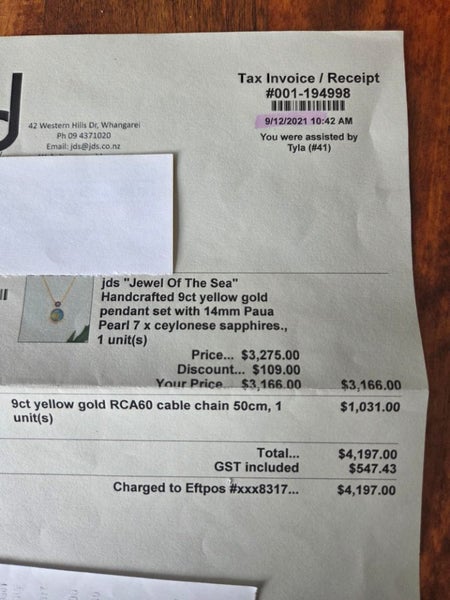 Tax Invoice / Receipt
#001-194998
9/12/2021 10:42 AM
You were assisted by
Tyla (#41)
42 Western Hills Dr, Whangarei
Ph 09 4371020
Email: jds@jds.co.nz
jds "Jewel Of The Sea"
Handcrafted 9ct yellow gold
pendant set with 14mm Paua
Pearl 7 x ceylonese sapphires.,
1 unit(s)
Price... $3,275.00
Discount... $109.00
Your Price... $3,166.00 $3,166.00
9ct yellow gold RCA60 cable chain 50cm, 1 $1,031.00
unit(s)
Total... $4,197.00
GST included $547.43
Charged to Eftpos #xxx8317... $4,197.00